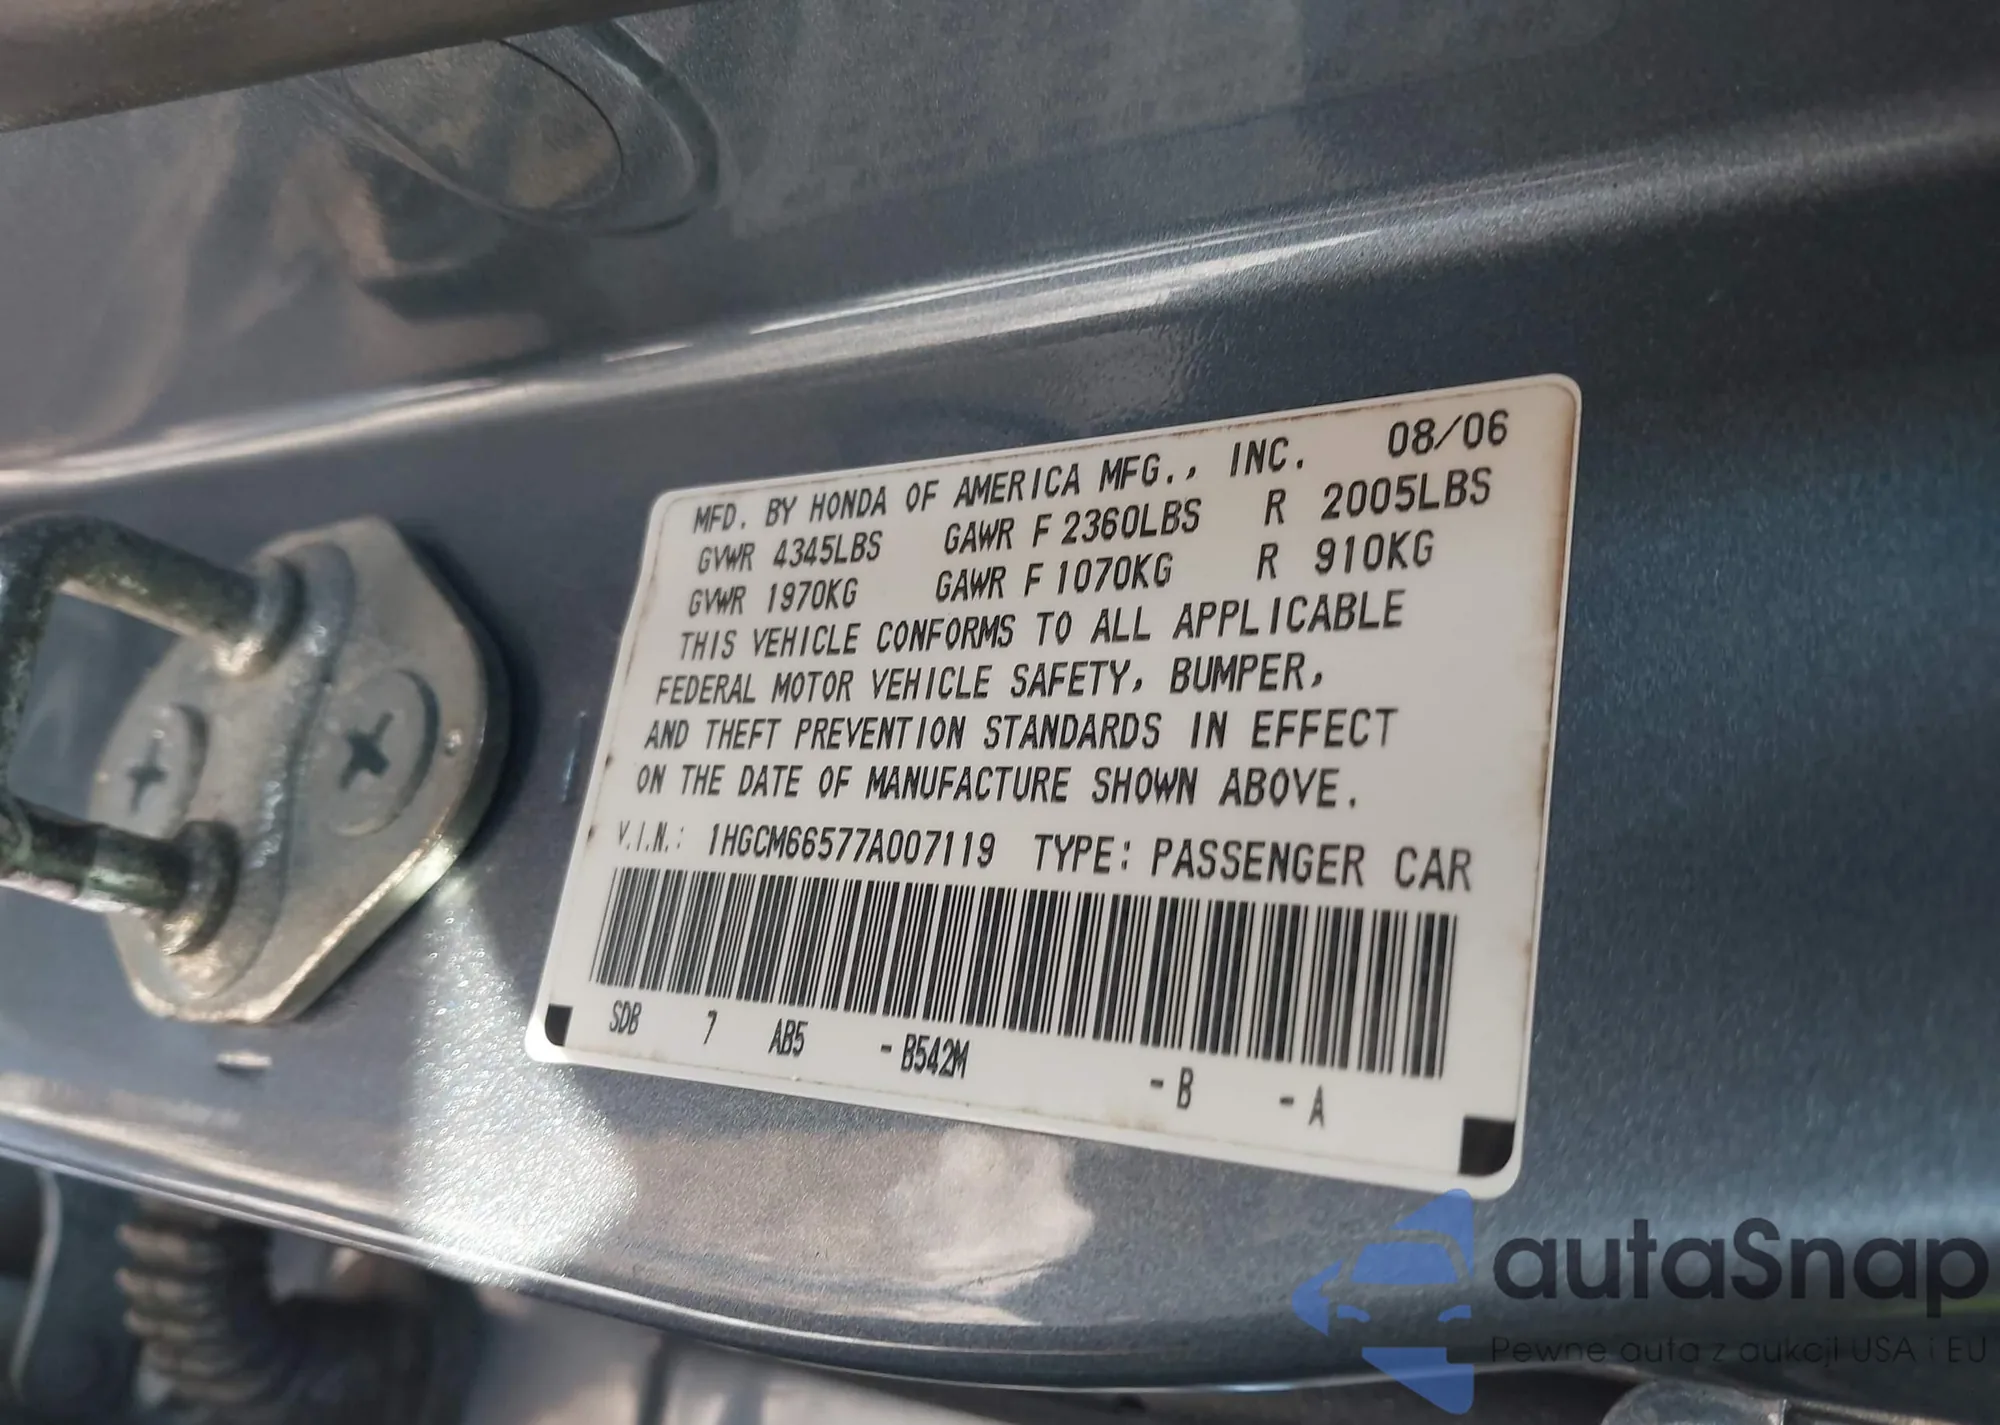 MFD. BY HONDA OF AMERICA MFG., INC. 08/06
GVWR 4345LBS GAWR F 2360LBS R 2005LBS
GVWR 1970KG GAWR F 1070KG R 910KG
THIS VEHICLE CONFORMS TO ALL APPLICABLE
FEDERAL MOTOR VEHICLE SAFETY, BUMPER,
AND THEFT PREVENTION STANDARDS IN EFFECT
ON THE DATE OF MANUFACTURE SHOWN ABOVE.
V.I.N.: 1HGCM66577A007119 TYPE: PASSENGER CAR
SDB 7 AB5 - B542M - B - A
autaSnap
Pewne auta z aukcji USA i EU